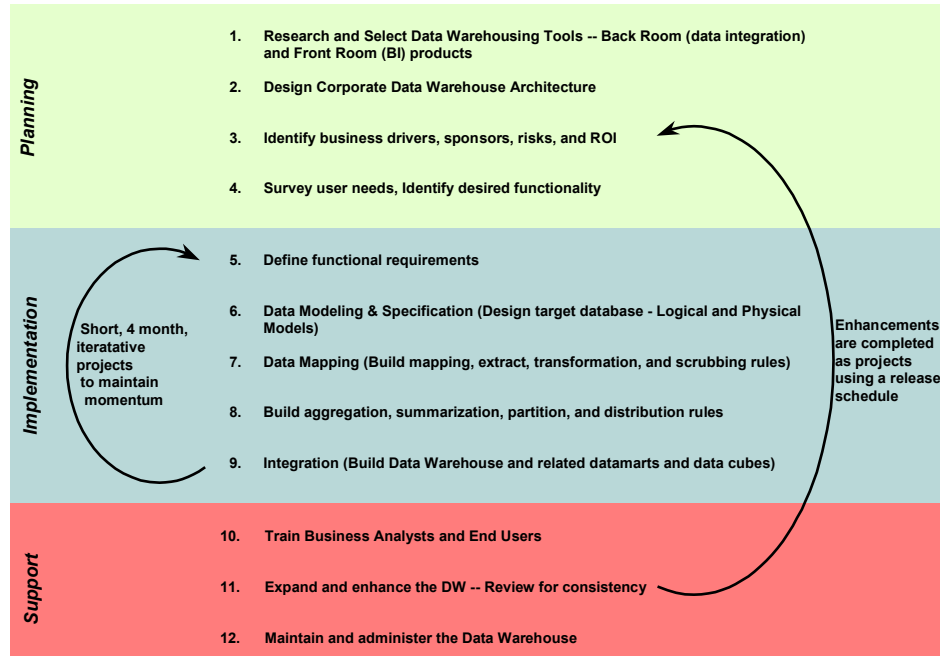 Planning
1. Research and Select Data Warehousing Tools -- Back Room (data integration)
and Front Room (BI) products
2. Design Corporate Data Warehouse Architecture
3. Identify business drivers, sponsors, risks, and ROI
4. Survey user needs, Identify desired functionality
Implementation
Short, 4 month,
iteratative
projects
to maintain
momentum
5. Define functional requirements
6. Data Modeling & Specification (Design target database - Logical and Physical
Models)
7. Data Mapping (Build mapping, extract, transformation, and scrubbing rules)
8. Build aggregation, summarization, partition, and distribution rules
9. Integration (Build Data Warehouse and related datamarts and data cubes)
Enhancements
are completed
as projects
using a release
schedule
Support
10. Train Business Analysts and End Users
11. Expand and enhance the DW -- Review for consistency
12. Maintain and administer the Data Warehouse